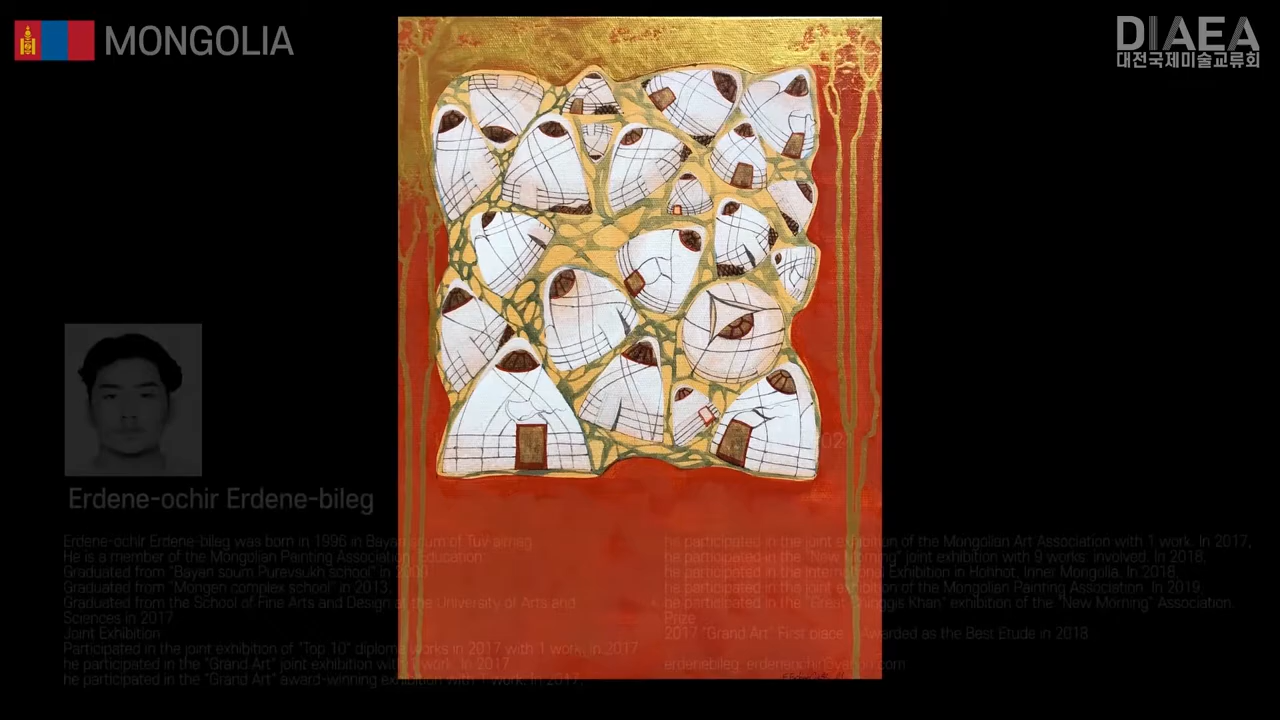 MONGOLIA
DIAEA
대전국제미술교류회
2021
Erdene-ochir Erdene-bileg
Erdene-ochir Erdene-bileg was born in 1996 in Bayan soum of Tuv aimag
He is a member of the Mongolian Painting Association. Education:
Graduated from "Bayan soum Purevsukh school" in
Graduated from "Mongen complex school" in 2013,
Graduated from the School of Fine Arts and Design at the University of Arts and
Sciences in 2017
Joint Exhibition
Participated in the joint exhibition of "Top 10" diploma works in 2017 with 1 work, in 2017
he participated in the "Grand Art" joint exhibition with work. In 2017
he participated in the "Grand Art" award-winning exhibition with 1 work. In 2017,
he participated in the joint exhibition of the Mongolian Art Association with 1 work. In 2017,
he participated in the "New Morning" joint exhibition with 9 works. involved. In 2018,
he participated in the International Exhibition in Hohhot, Inner Mongolia. In 2018,
he participated in the joint exhibition of the Mongolian Painting Association. In 2019
he participated in the "Great Chinggis Khan" exhibition of the "New Morning" Association.
Prize
2017 "Grand Art" First place Awarded as the Best Etude in 2018